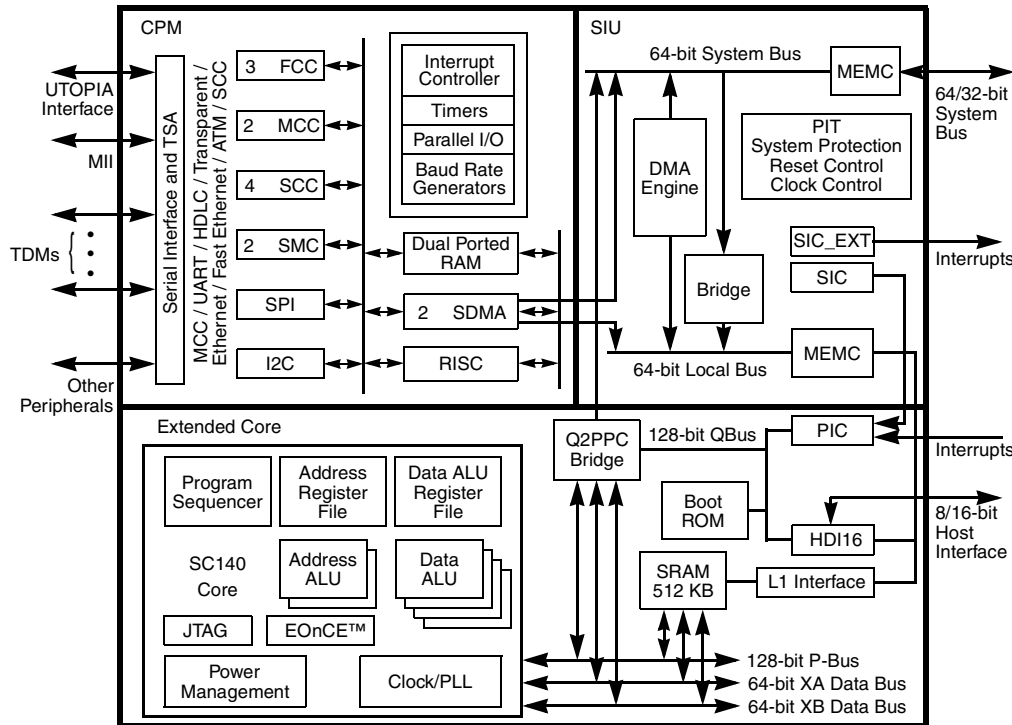 CPM
SIU
UTOPIA
Interface
MII
TDMs
Other
Peripherals
Serial Interface and TSA
MCC / UART / HDLC / Transparent /
Ethernet / Fast Ethernet / ATM / SCC
3 FCC
2 MCC
4 SCC
2 SMC
SPI
I2C
Interrupt
Controller
Timers
Parallel I/O
Baud Rate
Generators
Dual Ported
RAM
2 SDMA
RISC
64-bit System Bus
MEMC
64/32-bit
System
Bus
PIT
System Protection
Reset Control
Clock Control
DMA
Engine
Bridge
SIC_EXT
Interrupts
SIC
MEMC
64-bit Local Bus
Extended Core
Program
Sequencer
Address
Register
File
Data ALU
Register
File
SC140
Core
Address
ALU
Data
ALU
JTAG
EOnCE™
Power
Management
Clock/PLL
Q2PPC
Bridge
128-bit QBus
PIC
Interrupts
Boot
ROM
HDI16
8/16-bit
Host
Interface
SRAM
512 KB
L1 Interface
128-bit P-Bus
64-bit XA Data Bus
64-bit XB Data Bus